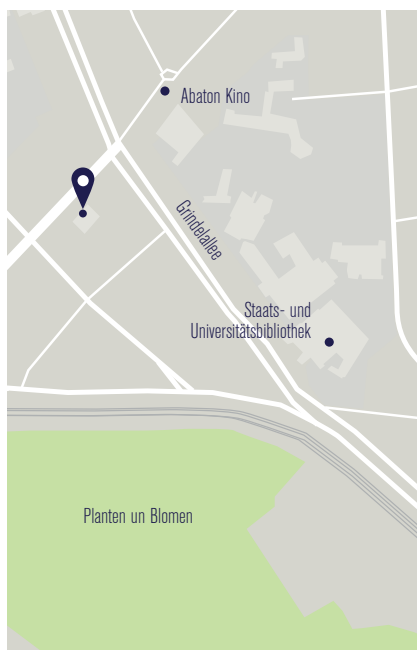 Abaton Kino
Grindelallee
Staats- und
Universitätsbibliothek
Planten un Blomen